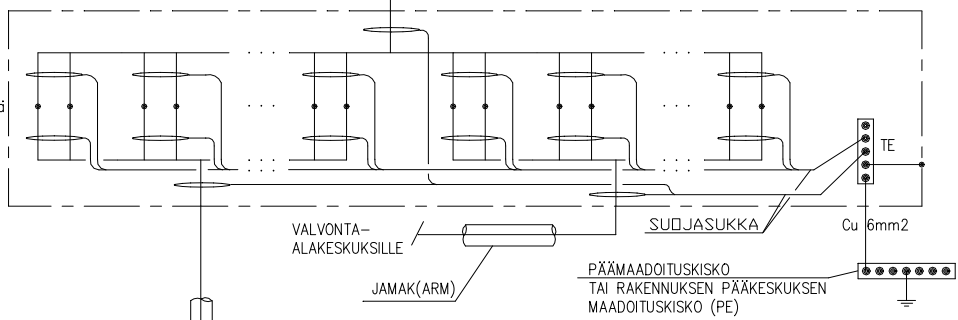 TE
SUOJASUKKA
Cu 6mm2
VALVONTA-
ALAKESKUKSILLE
JAMAK(ARM)
PÄÄMAADOITUSKISKO
TAI RAKENNUKSEN PÄÄKESKUKSEN
MAADOITUSKISKO (PE)